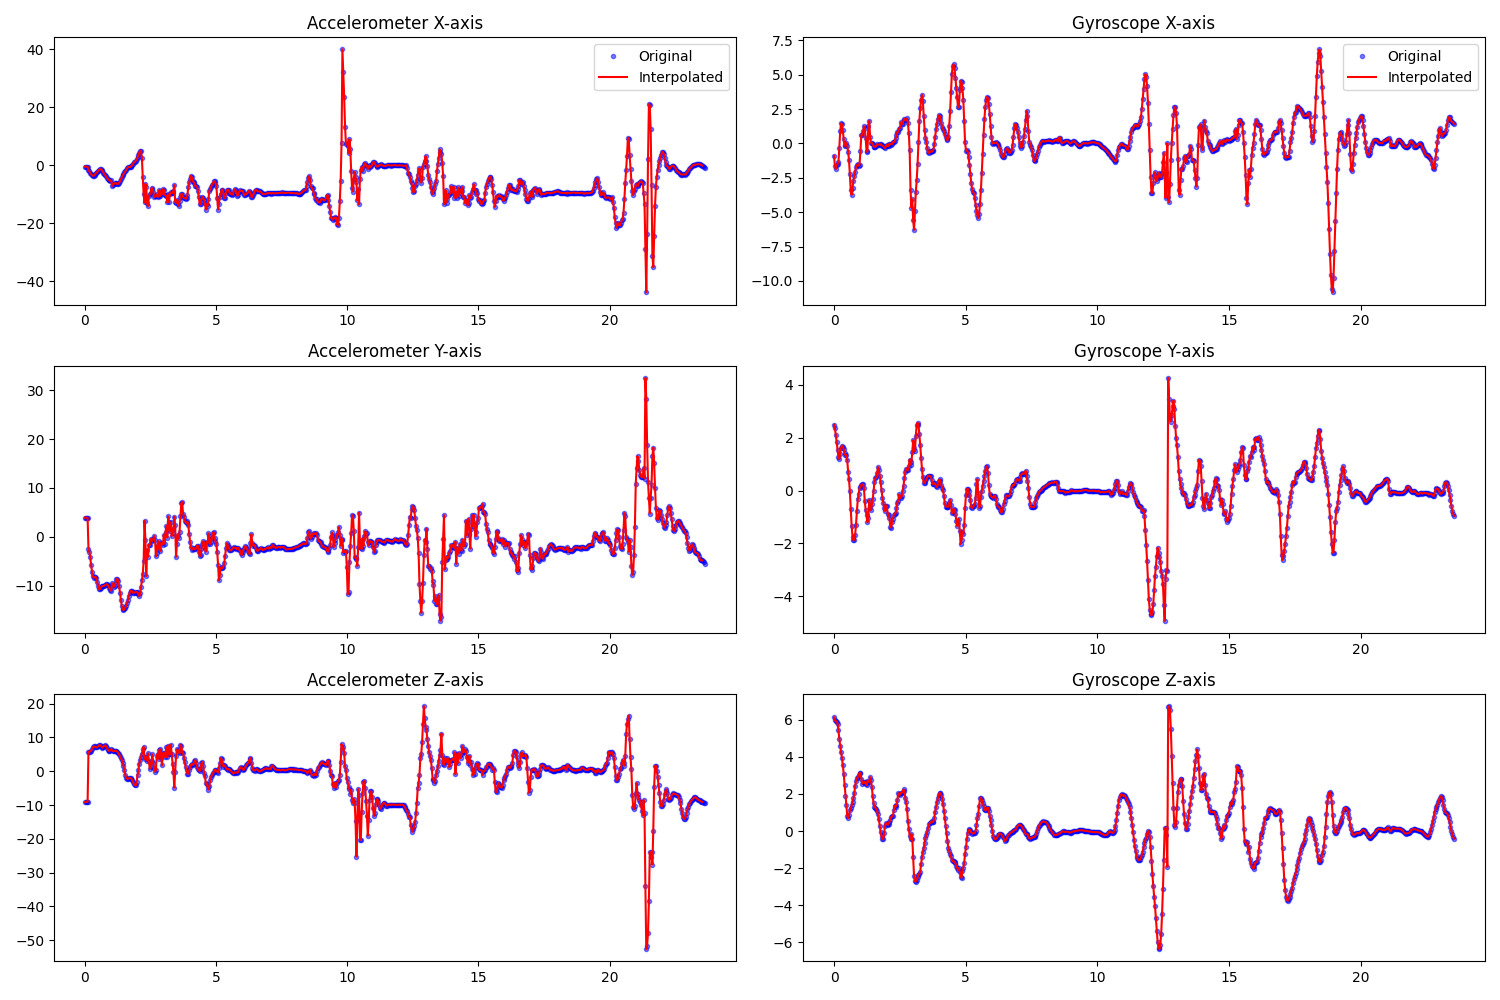 Accelerometer X-axis
40
20
0
−20
−40
0 5 10 15 20
Original
Interpolated
Gyroscope X-axis
7.5
5.0
2.5
0.0
−2.5
−5.0
−7.5
−10.0
0 5 10 15 20
Original
Interpolated
Accelerometer Y-axis
30
20
10
0
−10
0 5 10 15 20
Gyroscope Y-axis
4
2
0
−2
−4
0 5 10 15 20
Accelerometer Z-axis
20
10
0
−10
−20
−30
−40
−50
0 5 10 15 20
Gyroscope Z-axis
6
4
2
0
−2
−4
−6
0 5 10 15 20